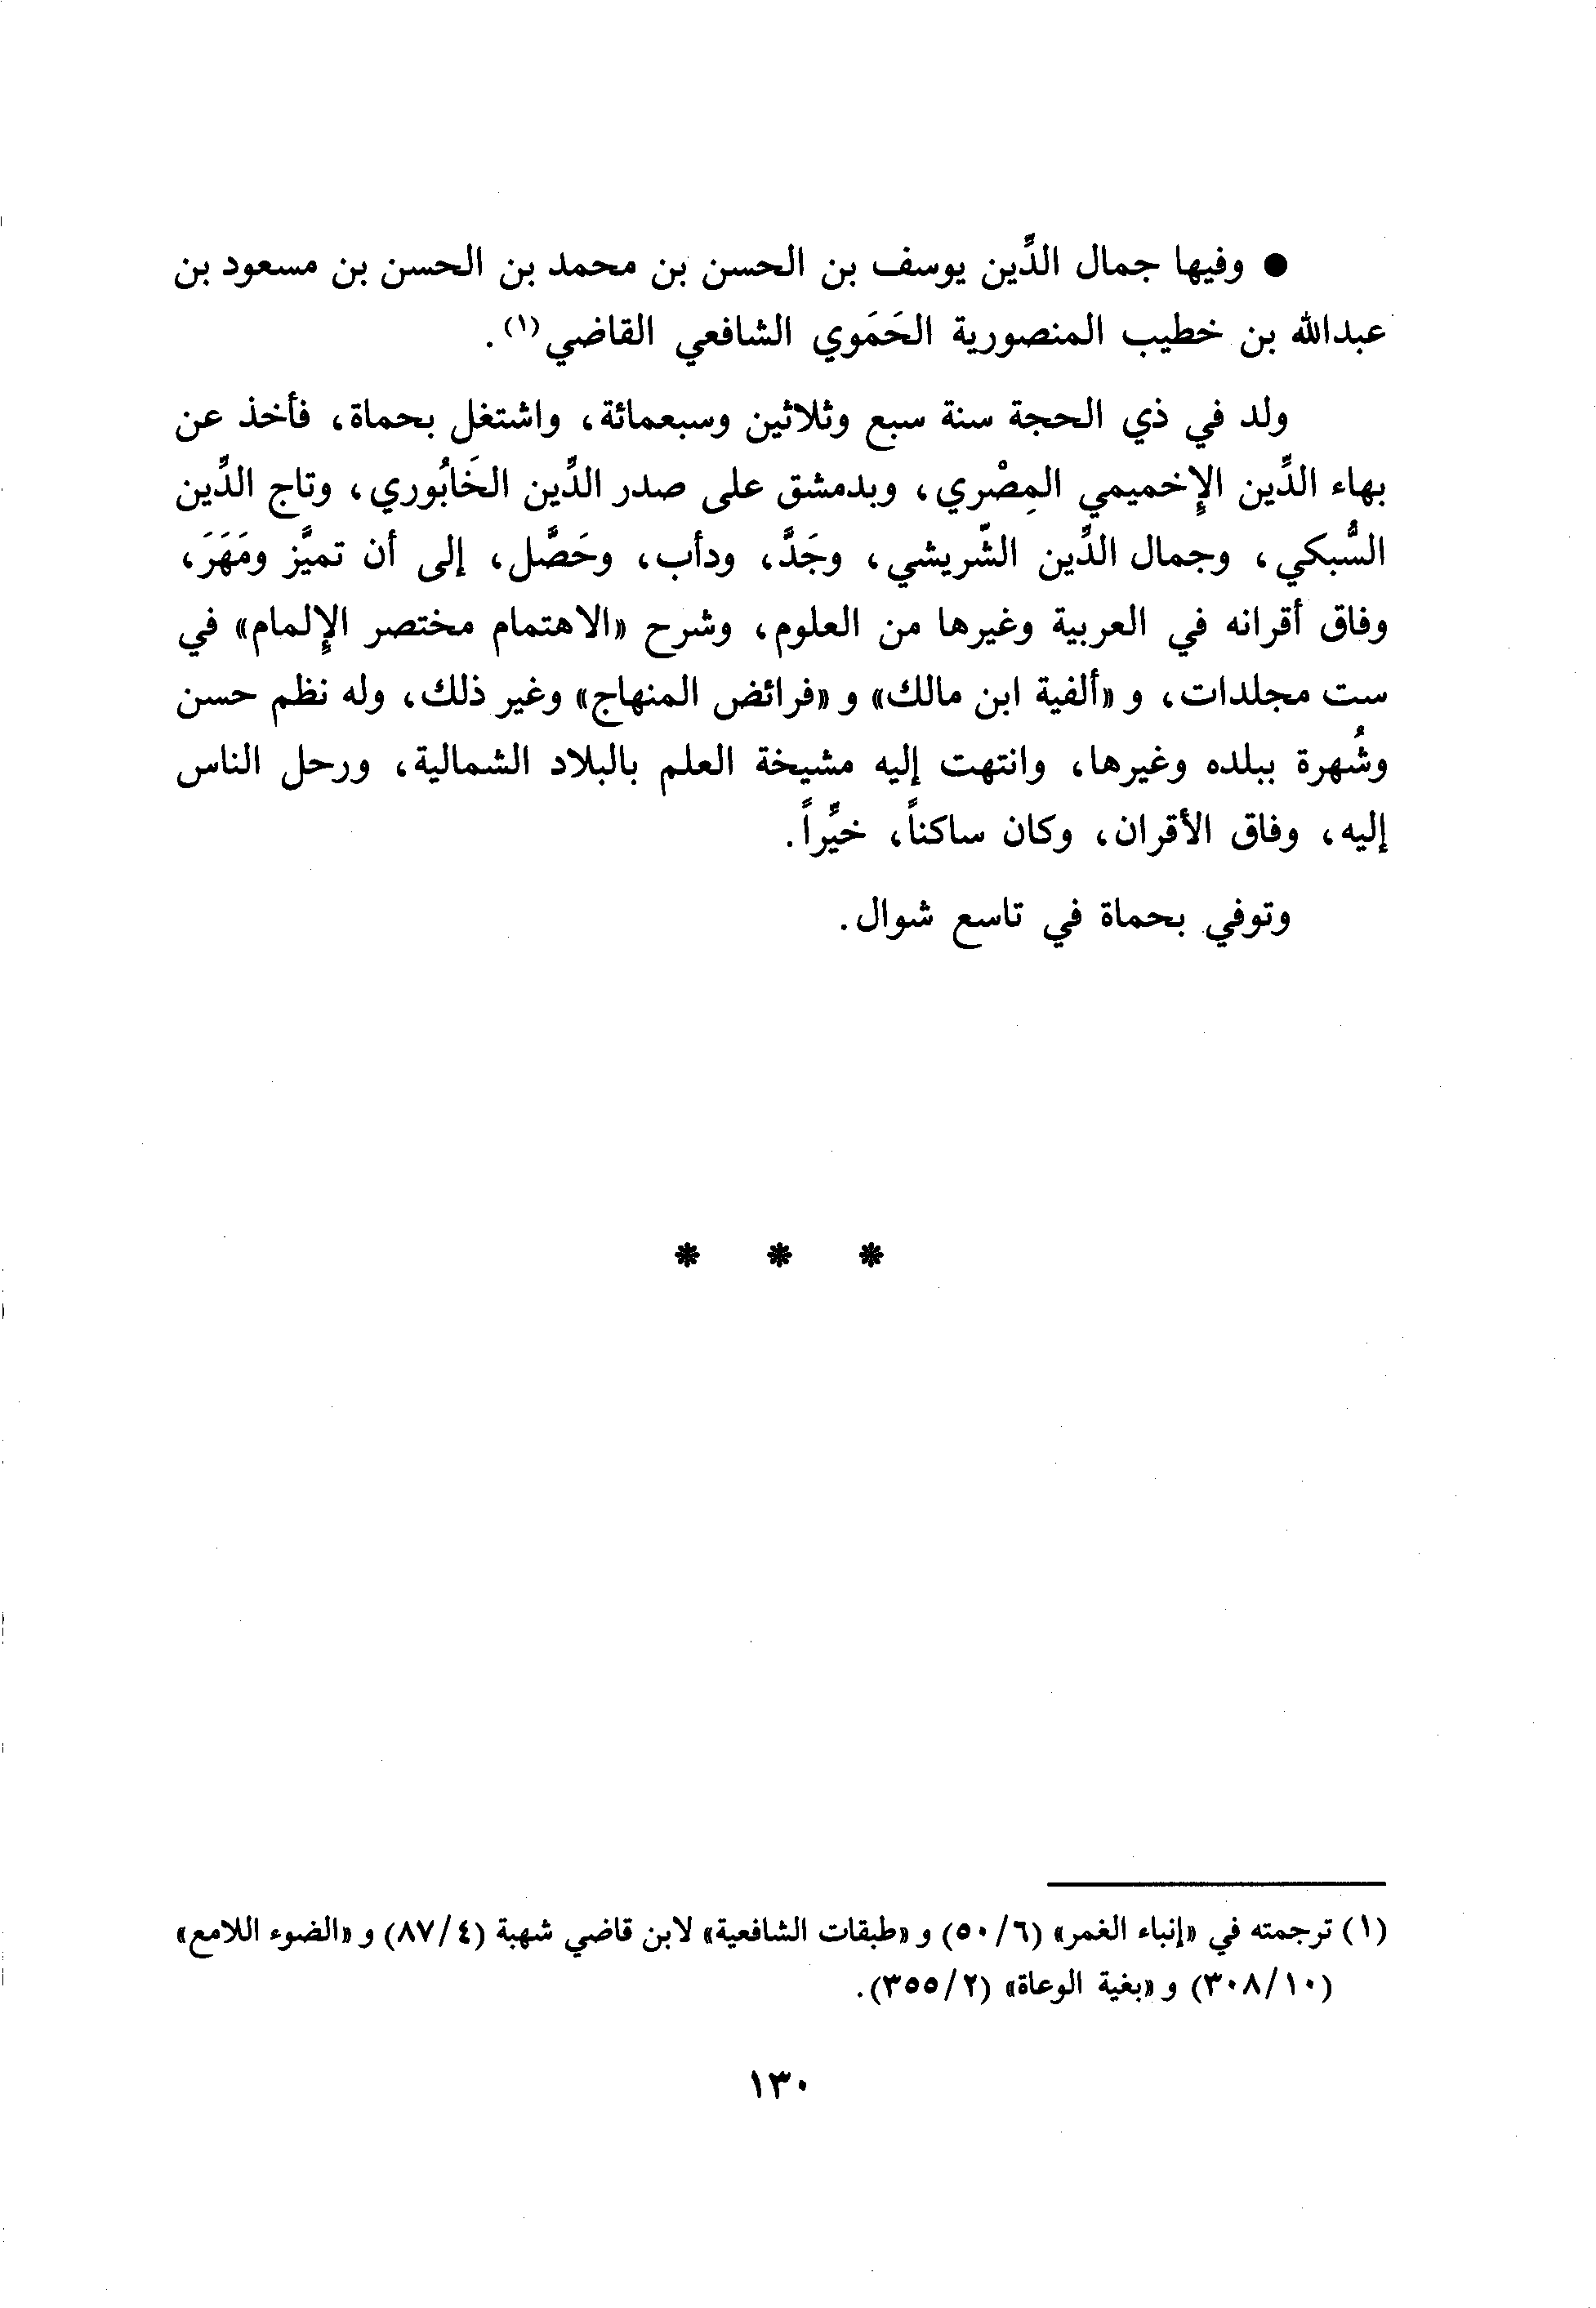 ● وفيها جمال الدِّين يوسف بن الحسن بن محمد بن الحسن بن مسعود بن
عبدالله بن خطيب المنصورية الحَمَوي الشافعي القاضي(١).
ولد في ذي الحجة سنة سبع وثلاثين وسبعمائة، واشتغل بحماة، فأخذ عن
بهاء الدِّين الإِخميمي المِصْري، وبدمشق على صدر الدِّين الخَابُوري، وتاج الدِّين
السُّبكي، وجمال الدِّين الشّريشي، وجَدَّ، ودأب، وحَصَّل، إلى أن تميَّز ومَهَرَ،
وفاق أقرانه في العربية وغيرها من العلوم، وشرح «الاهتمام مختصر الإِلمام» في
ست مجلدات، و «ألفية ابن مالك» و «فرائض المنهاج» وغير ذلك، وله نظم حسن
وشُهرة ببلده وغيرها، وانتهت إليه مشيخة العلم بالبلاد الشمالية، ورحل الناس
إليه، وفاق الأقران، وكان ساكناً، خيِّراً.
وتوفي بحماة في تاسع شوال.
* * *
(١) ترجمته في «إنباء الغمر» (٦/٥٠) و «طبقات الشافعية» لابن قاضي شهبة (٤/٨٧) و «الضوء اللامع»
(١٠/٣٠٨) و «بغية الوعاة» (٢/٣٥٥).
١٣٠